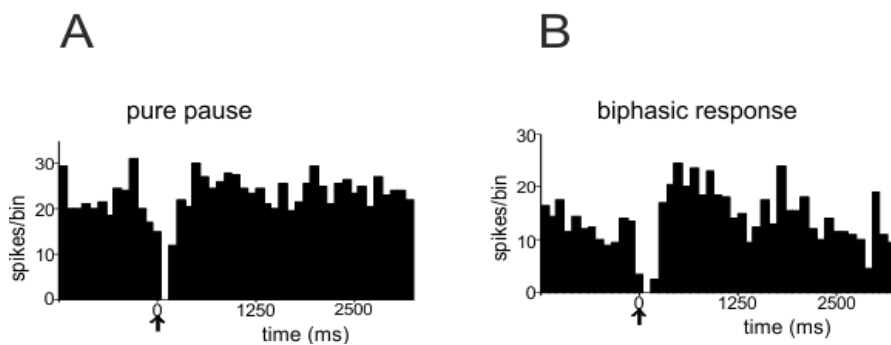 A
pure pause
spikes/bin
30
20
10
0
0 1250 2500
time (ms)
B
biphasic response
spikes/bin
30
20
10
0
0 1250 2500
time (ms)